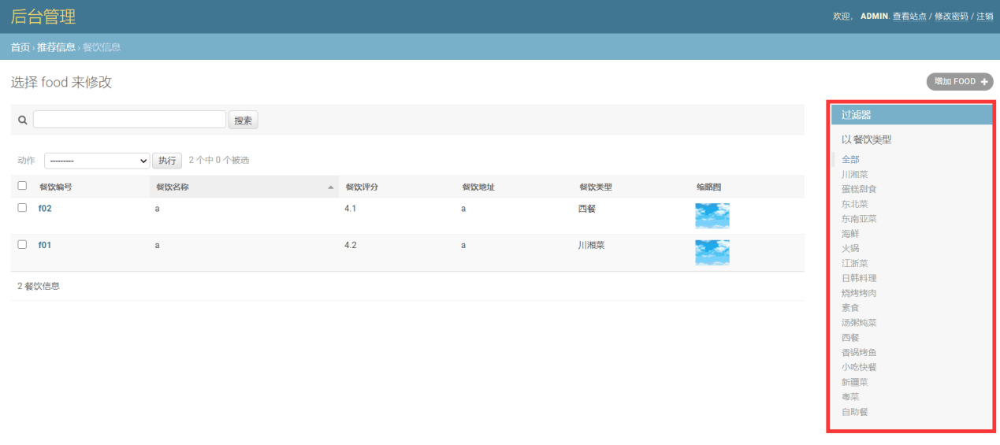 后台管理
欢迎， ADMIN. 查看站点 / 修改密码 / 注销
首页 › 推荐信息 › 餐饮信息
选择 food 来修改
增加 FOOD +
搜索
动作 --------- 执行 2 个中 0 个被选
餐饮编号 餐饮名称 餐饮评分 餐饮地址 餐饮类型 缩略图
f02 a 4.1 a 西餐
f01 a 4.2 a 川湘菜
2 餐饮信息
过滤器
以 餐饮类型
全部
川湘菜
蛋糕甜食
东北菜
东南亚菜
海鲜
火锅
江浙菜
日韩料理
烧烤烤肉
素食
汤粥炖菜
西餐
香锅烤鱼
小吃快餐
新疆菜
粤菜
自助餐